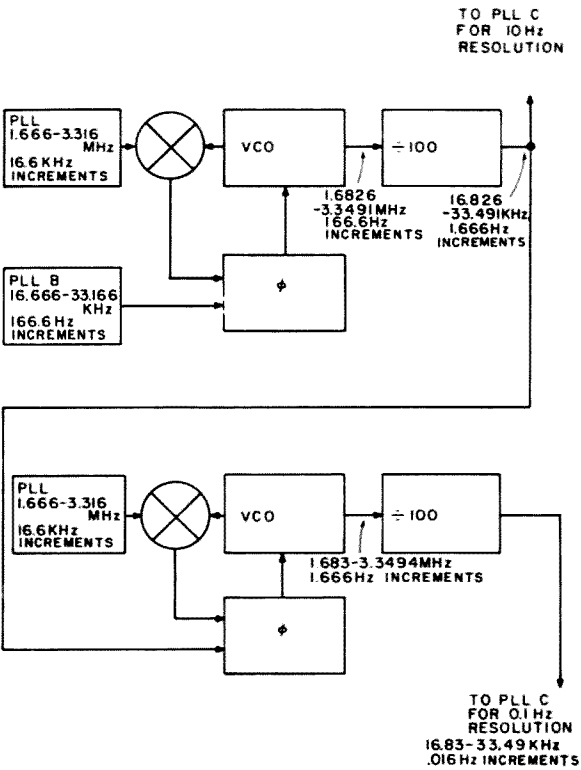 TO PLL C
FOR 10Hz
RESOLUTION
PLL
1.666-3.316
MHz
16.6KHz
INCREMENTS
VCO
÷100
1.6826
-3.3491MHz
166.6Hz
INCREMENTS
16.826
-33.491KHz,
1.666Hz
INCREMENTS
PLL B
16.666-33.166
KHz
166.6Hz
INCREMENTS
ϕ
PLL
1.666-3.316
MHz
16.6KHz
INCREMENTS
VCO
÷100
1.683-3.3494MHz
1.666Hz INCREMENTS
ϕ
TO PLL C
FOR 0.1Hz
RESOLUTION
16.83-33.49KHz
.016Hz INCREMENTS